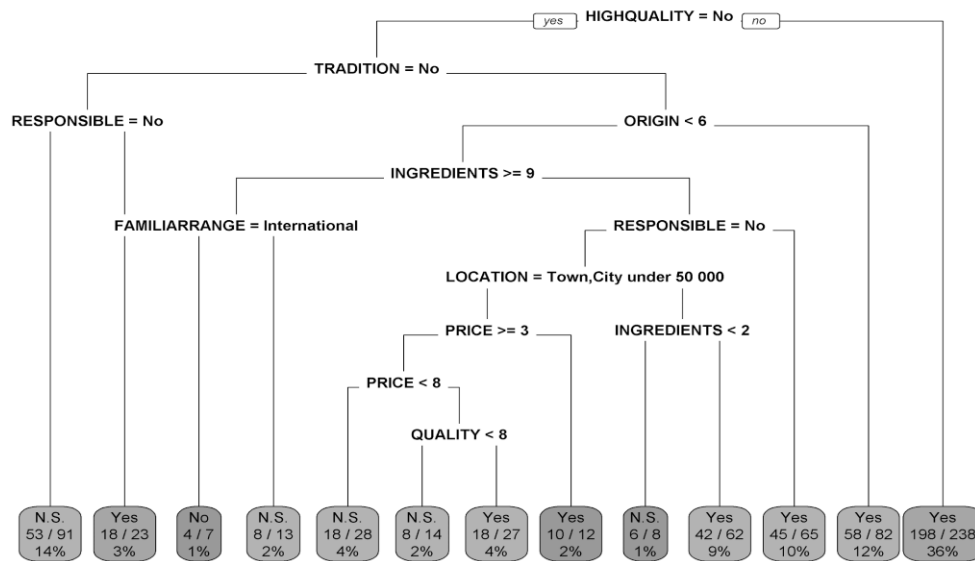 HIGHQUALITY = No
yes
no
TRADITION = No
RESPONSIBLE = No
ORIGIN < 6
INGREDIENTS >= 9
FAMILIARRANGE = International
RESPONSIBLE = No
LOCATION = Town,City under 50 000
PRICE >= 3
INGREDIENTS < 2
PRICE < 8
QUALITY < 8
N.S.
53 / 91
14%
Yes
18 / 23
3%
No
4 / 7
1%
N.S.
8 / 13
2%
N.S.
18 / 28
4%
N.S.
8 / 14
2%
Yes
18 / 27
4%
Yes
10 / 12
2%
N.S.
6 / 8
1%
Yes
42 / 62
9%
Yes
45 / 65
10%
Yes
58 / 82
12%
Yes
198 / 238
36%